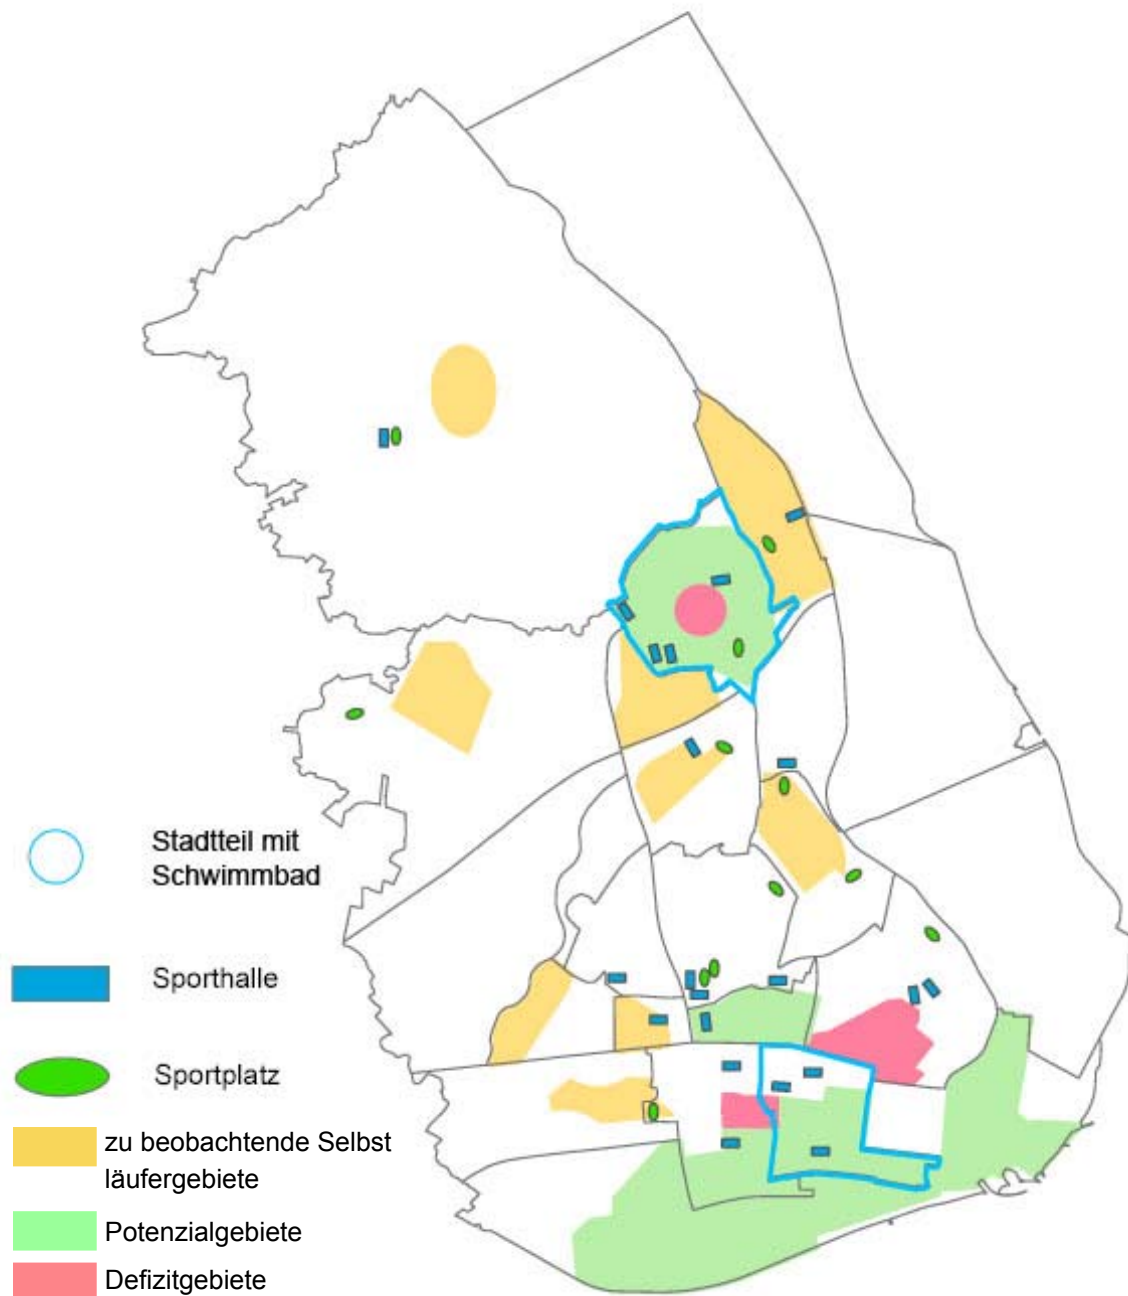 Stadtteil mit
Schwimmbad
Sporthalle
Sportplatz
zu beobachtende Selbst
läufergebiete
Potenzialgebiete
Defizitgebiete